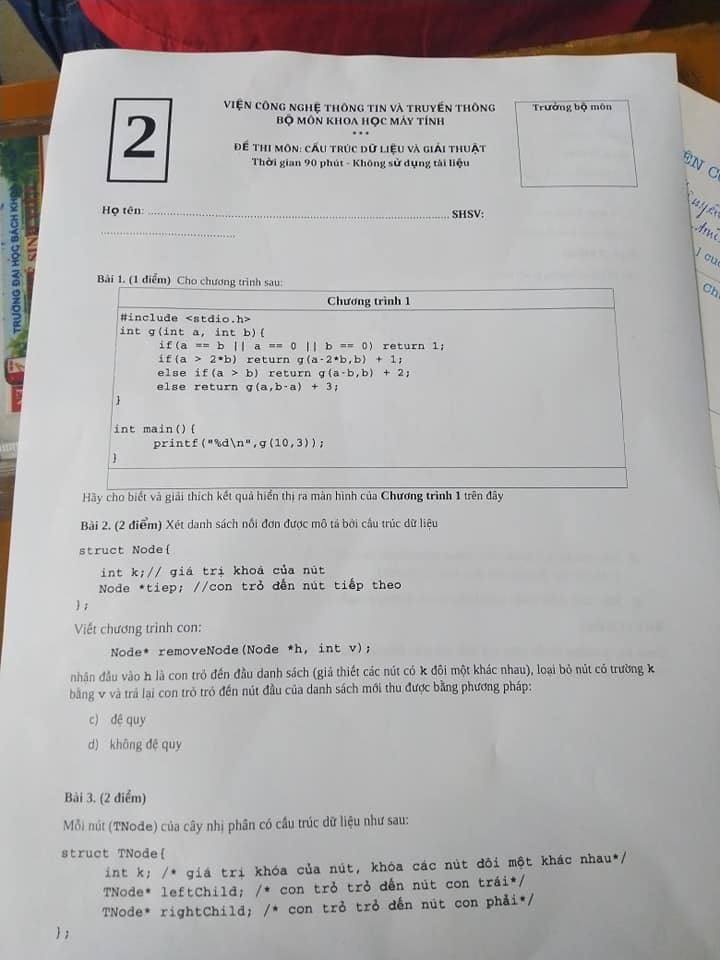 2
VIỆN CÔNG NGHỆ THÔNG TIN VÀ TRUYỀN THÔNG
BỘ MÔN KHOA HỌC MÁY TÍNH
***
ĐỀ THI MÔN: CẤU TRÚC DỮ LIỆU VÀ GIẢI THUẬT
Thời gian 90 phút - Không sử dụng tài liệu
Trưởng bộ môn
Họ tên: SHSV:
Bài 1. (1 điểm) Cho chương trình sau:
Chương trình 1
#include <stdio.h>
int g(int a, int b){
if(a == b || a == 0 || b == 0) return 1;
if(a > 2*b) return g(a-2*b,b) + 1;
else if(a > b) return g(a-b,b) + 2;
else return g(a,b-a) + 3;
}
int main(){
printf("%d\n",g(10,3));
}
Hãy cho biết và giải thích kết quả hiển thị ra màn hình của Chương trình 1 trên đây
Bài 2. (2 điểm) Xét danh sách nối đơn được mô tả bởi cấu trúc dữ liệu
struct Node{
int k;// giá trị khoá của nút
Node *tiep; //con trỏ đến nút tiếp theo
};
Viết chương trình con:
Node* removeNode(Node *h, int v);
nhận đầu vào h là con trỏ đến đầu danh sách (giả thiết các nút có k đôi một khác nhau), loại bỏ nút có trường k
bằng v và trả lại con trỏ trỏ đến nút đầu của danh sách mới thu được bằng phương pháp:
c) đệ quy
d) không đệ quy
Bài 3. (2 điểm)
Mỗi nút (TNode) của cây nhị phân có cấu trúc dữ liệu như sau:
struct TNode{
int k; /* giá trị khóa của nút, khóa các nút đôi một khác nhau*/
TNode* leftChild; /* con trỏ trỏ đến nút con trái*/
TNode* rightChild; /* con trỏ trỏ đến nút con phải*/
};
TRƯỜNG ĐẠI HỌC BÁCH KHOA